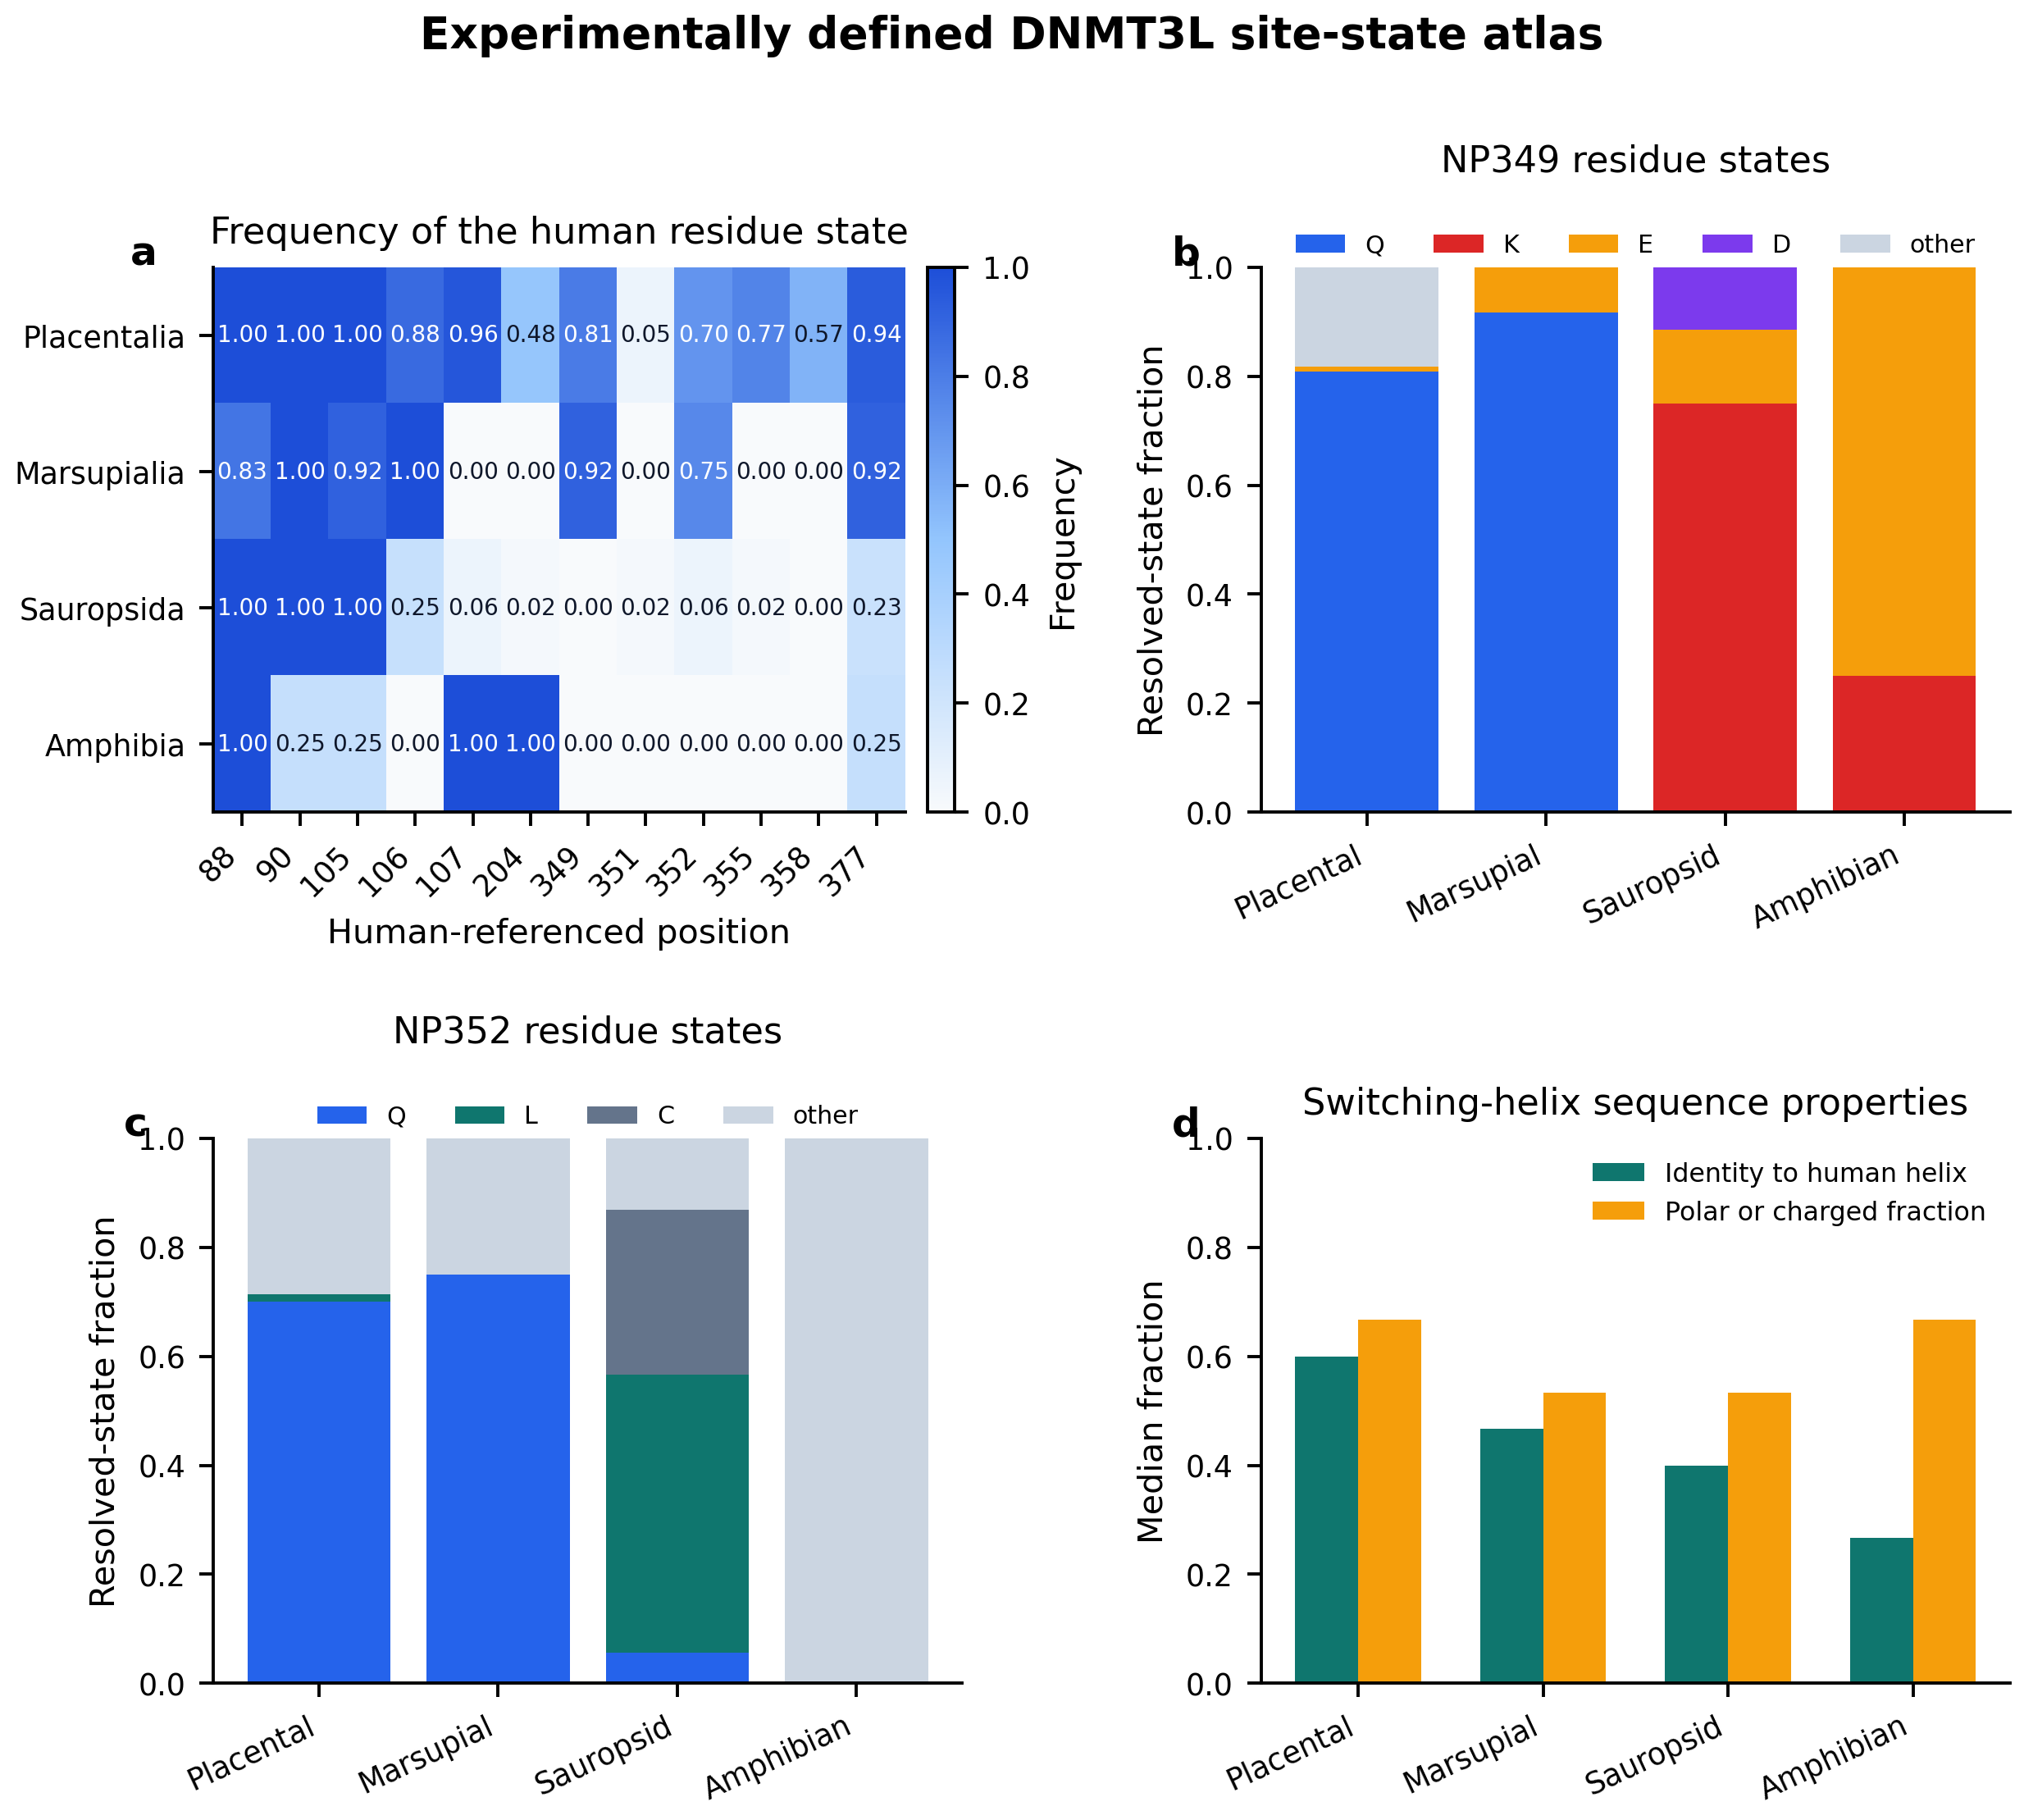 Experimentally defined DNMT3L site-state atlas
a
Frequency of the human residue state
Placentalia
1.00 1.00 1.00 0.88 0.96 0.48 0.81 0.05 0.70 0.77 0.57 0.94
Marsupialia
0.83 1.00 0.92 1.00 0.00 0.00 0.92 0.00 0.75 0.00 0.00 0.92
Sauropsida
1.00 1.00 1.00 0.25 0.06 0.02 0.00 0.02 0.06 0.02 0.00 0.23
Amphibia
1.00 0.25 0.25 0.00 1.00 1.00 0.00 0.00 0.00 0.00 0.00 0.25
88 90 105 106 107 204 349 351 352 355 358 377
Human-referenced position
1.0
0.8
0.6
0.4
0.2
0.0
Frequency
b
NP349 residue states
Q K E D other
Resolved-state fraction
1.0
0.8
0.6
0.4
0.2
0.0
Placental Marsupial Sauropsid Amphibian
c
NP352 residue states
Q L C other
Resolved-state fraction
1.0
0.8
0.6
0.4
0.2
0.0
Placental Marsupial Sauropsid Amphibian
d
Switching-helix sequence properties
Identity to human helix
Polar or charged fraction
Median fraction
1.0
0.8
0.6
0.4
0.2
0.0
Placental Marsupial Sauropsid Amphibian